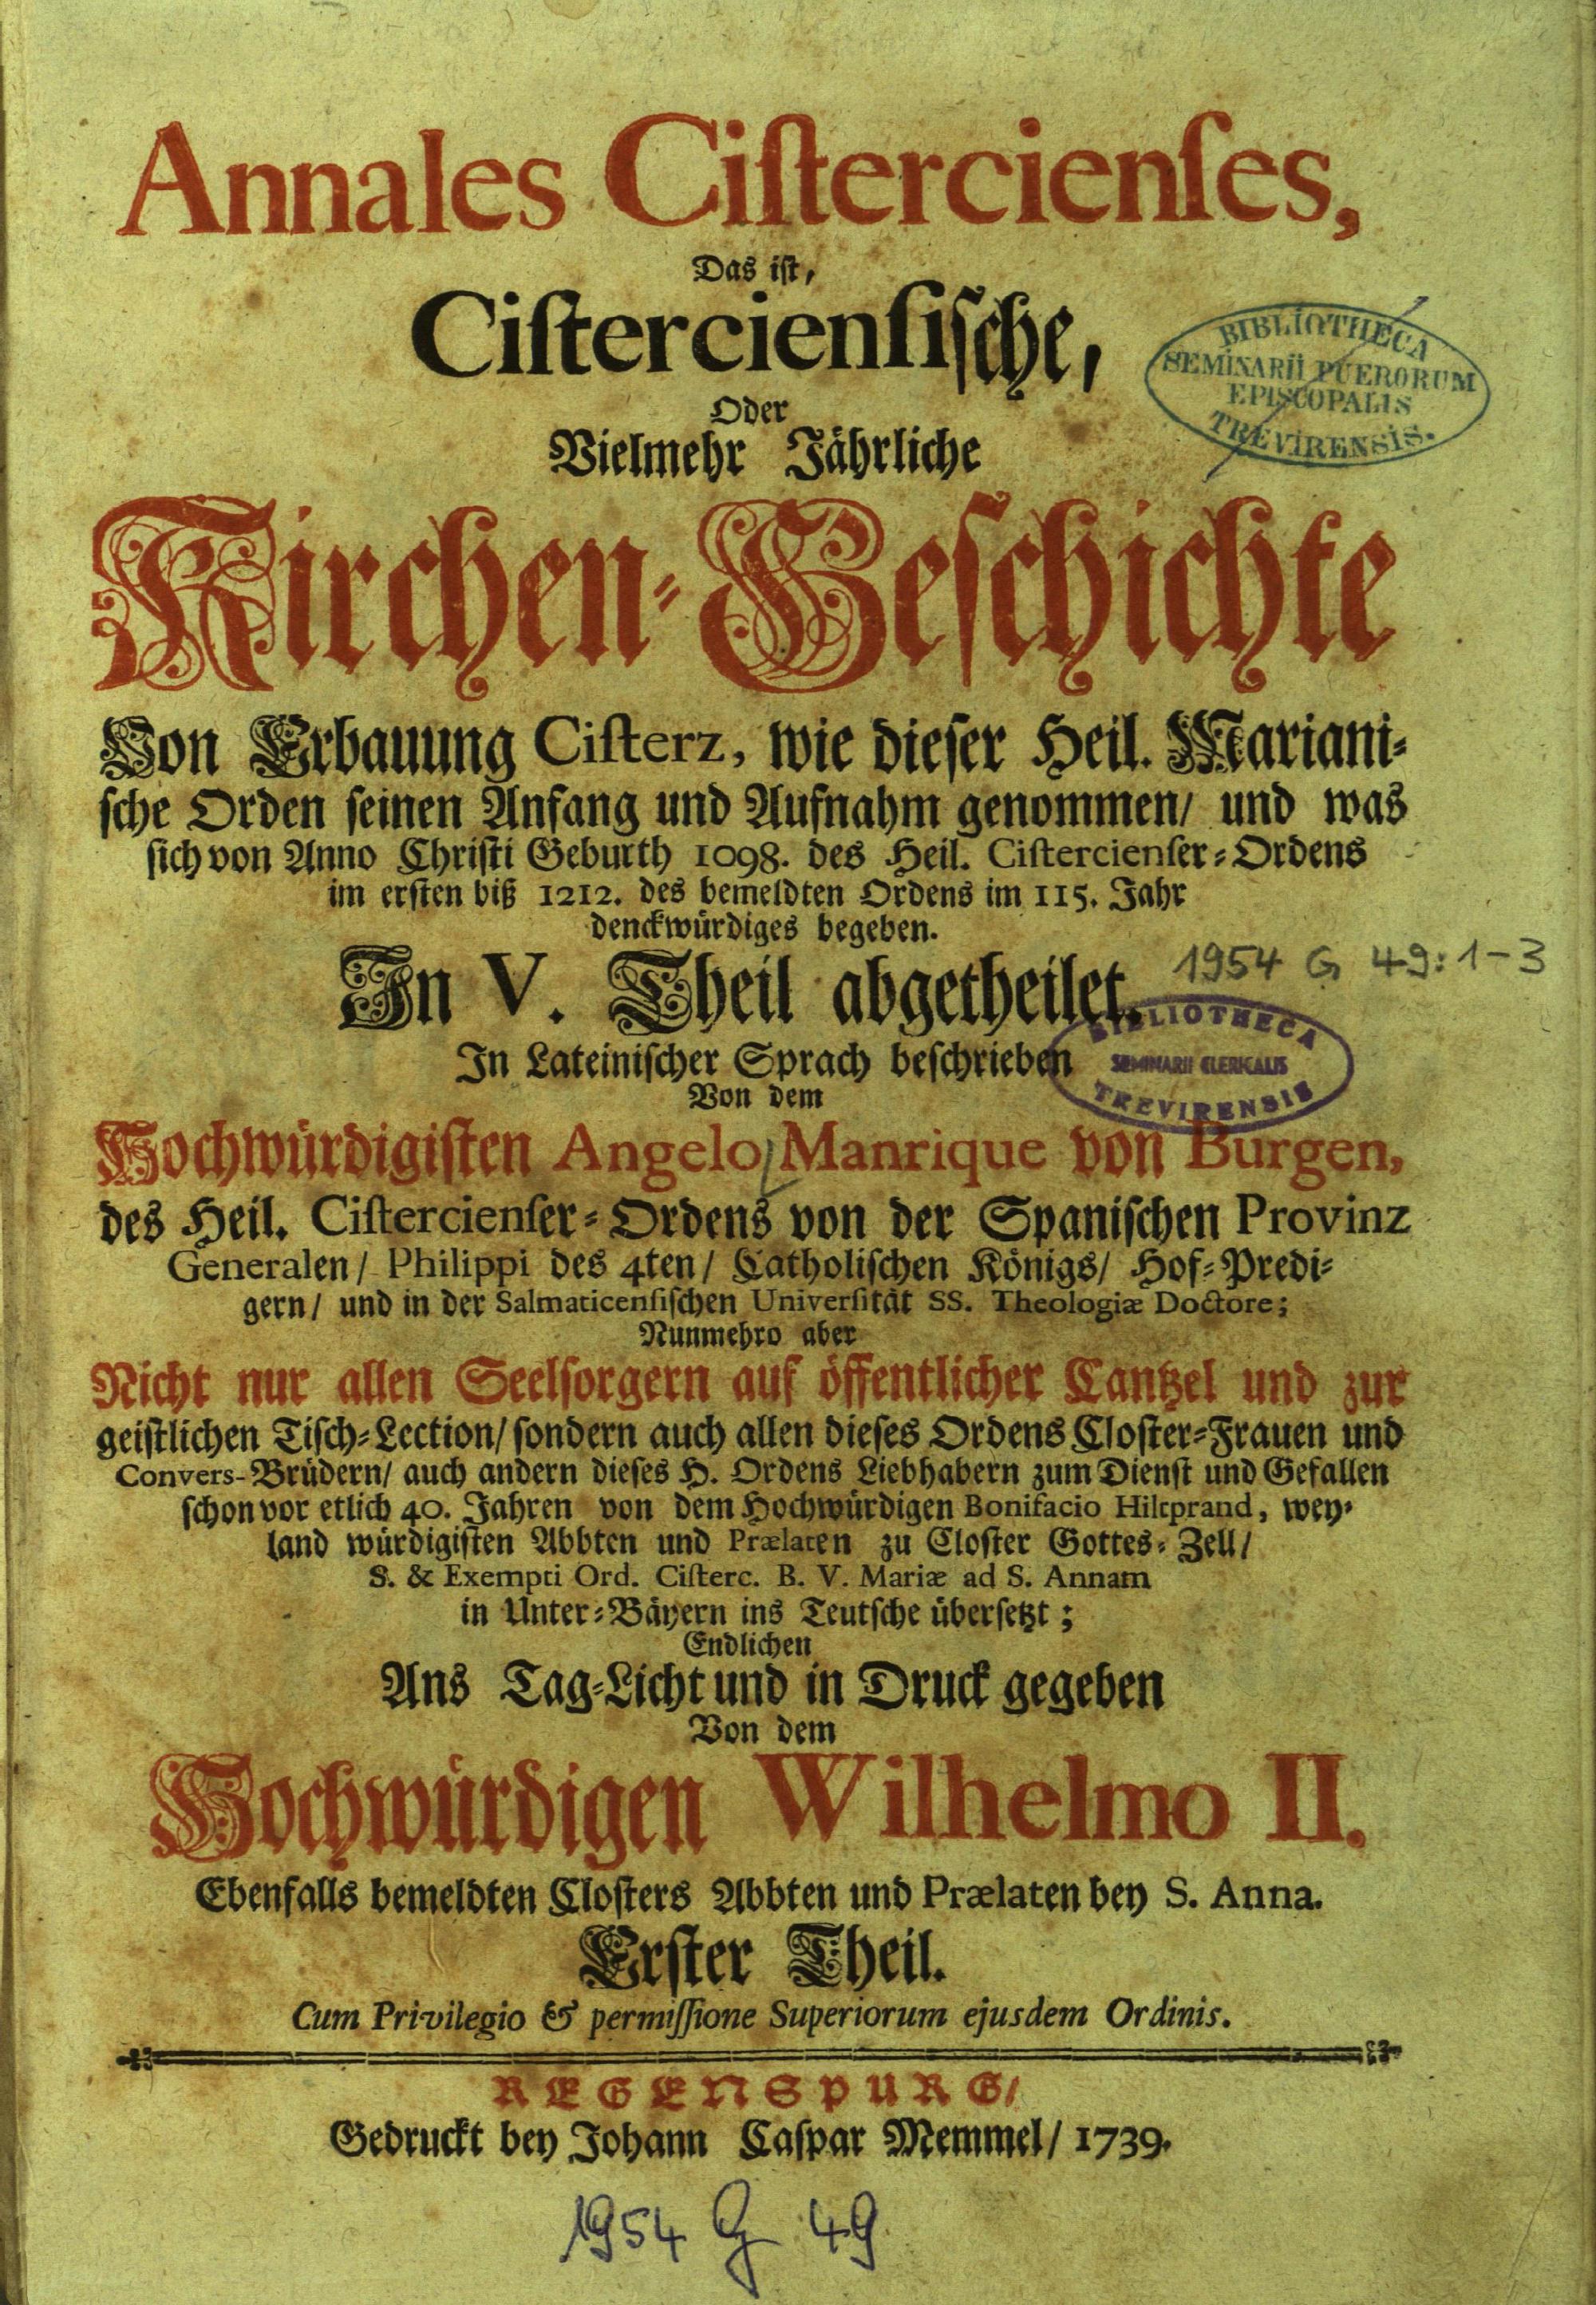 Annales Ciſtercienſes,
Das iſt,
Ciſtercienſiſche,
Oder
Vielmehr Jährliche
BIBLIOTHECA
SEMINARII PUERORUM
EPISCOPALIS
TREVIRENSIS.
Kirchen-Geſchichte
Von Erbauung Ciſterz, wie dieſer Heil. Mariani-
ſche Orden ſeinen Anfang und Aufnahm genommen/ und was
ſich von Anno Chriſti Geburth 1098. des Heil. Ciſtercienſer-Ordens
im erſten biß 1212. des bemeldten Ordens im 115. Jahr
denckwürdiges begeben.
1954 G 49: 1-3
In V. Theil abgetheilet.
BIBLIOTHECA
SEMINARII CLERICALIS
TREVIRENSIS
In Lateiniſcher Sprach beſchrieben
Von dem
Hochwürdigiſten Angelo Manrique von Burgen,
des Heil. Ciſtercienſer-Ordens von der Spaniſchen Provinz
Generalen/ Philippi des 4ten/ Catholiſchen Königs/ Hof-Predi-
gern/ und in der Salmaticenſiſchen Univerſität SS. Theologiæ Doctore;
Nunmehro aber
Nicht nur allen Seelſorgern auf öffentlicher Cantzel und zur
geiſtlichen Tiſch-Lection/ ſondern auch allen dieſes Ordens Cloſter-Frauen und
Convers-Brüdern/ auch andern dieſes H. Ordens Liebhabern zum Dienſt und Gefallen
ſchon vor etlich 40. Jahren von dem Hochwürdigen Bonifacio Hiltprand, wey-
land würdigiſten Abbten und Prælaten zu Cloſter Gottes-Zell/
S. & Exempti Ord. Ciſterc. B. V. Mariæ ad S. Annam
in Unter-Bäyern ins Teutſche überſetzt;
Endlichen
Ans Tag-Licht und in Druck gegeben
Von dem
Hochwürdigen Wilhelmo II.
Ebenfalls bemeldten Cloſters Abbten und Prælaten bey S. Anna.
Erſter Theil.
Cum Privilegio & permiſſione Superiorum ejusdem Ordinis.
REGENSPURG/
Gedruckt bey Johann Caſpar Memmel/ 1739.
1954 G 49